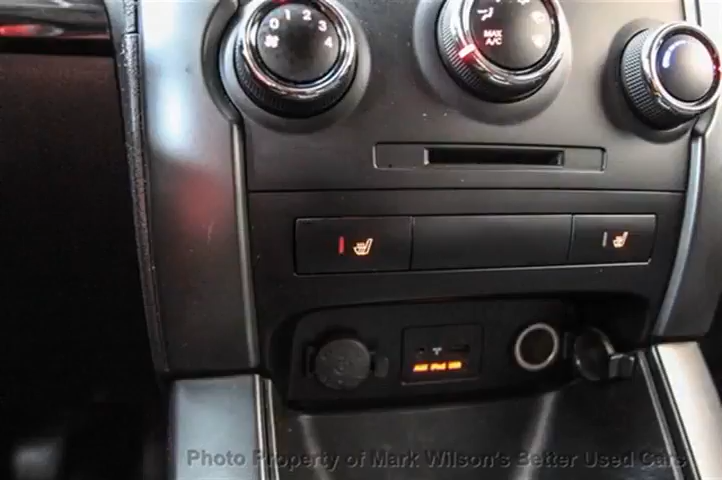 0 1 2 3 4
MAX
A/C
AUX iPod USB
Photo Property of Mark Wilson's Better Used Cars